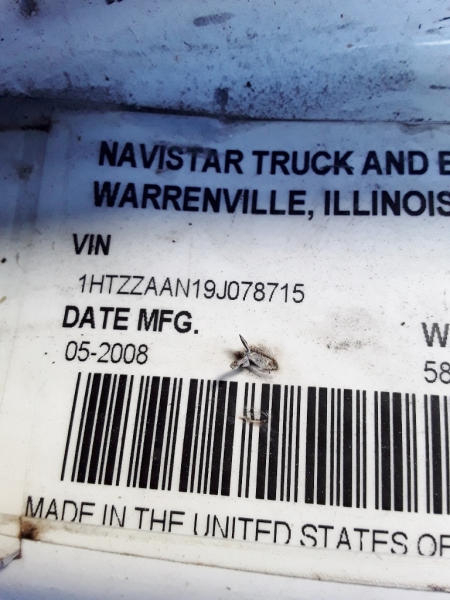 NAVISTAR TRUCK AND E
WARRENVILLE, ILLINOIS
VIN
1HTZZAAN19J078715
DATE MFG.
05-2008
W
58
MADE IN THE UNITED STATES OF